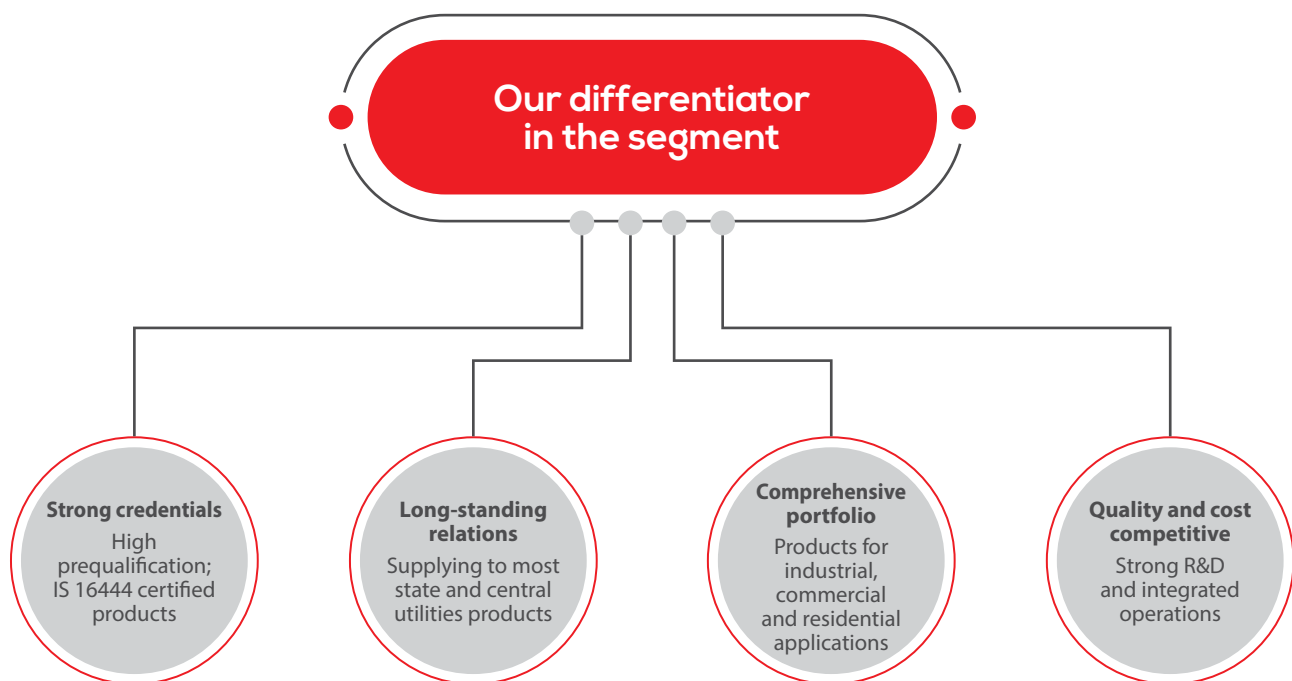 Our differentiator
in the segment
Strong credentials
High
prequalification;
IS 16444 certified
products
Long-standing
relations
Supplying to most
state and central
utilities products
Comprehensive
portfolio
Products for
industrial,
commercial
and residential
applications
Quality and cost
competitive
Strong R&D
and integrated
operations